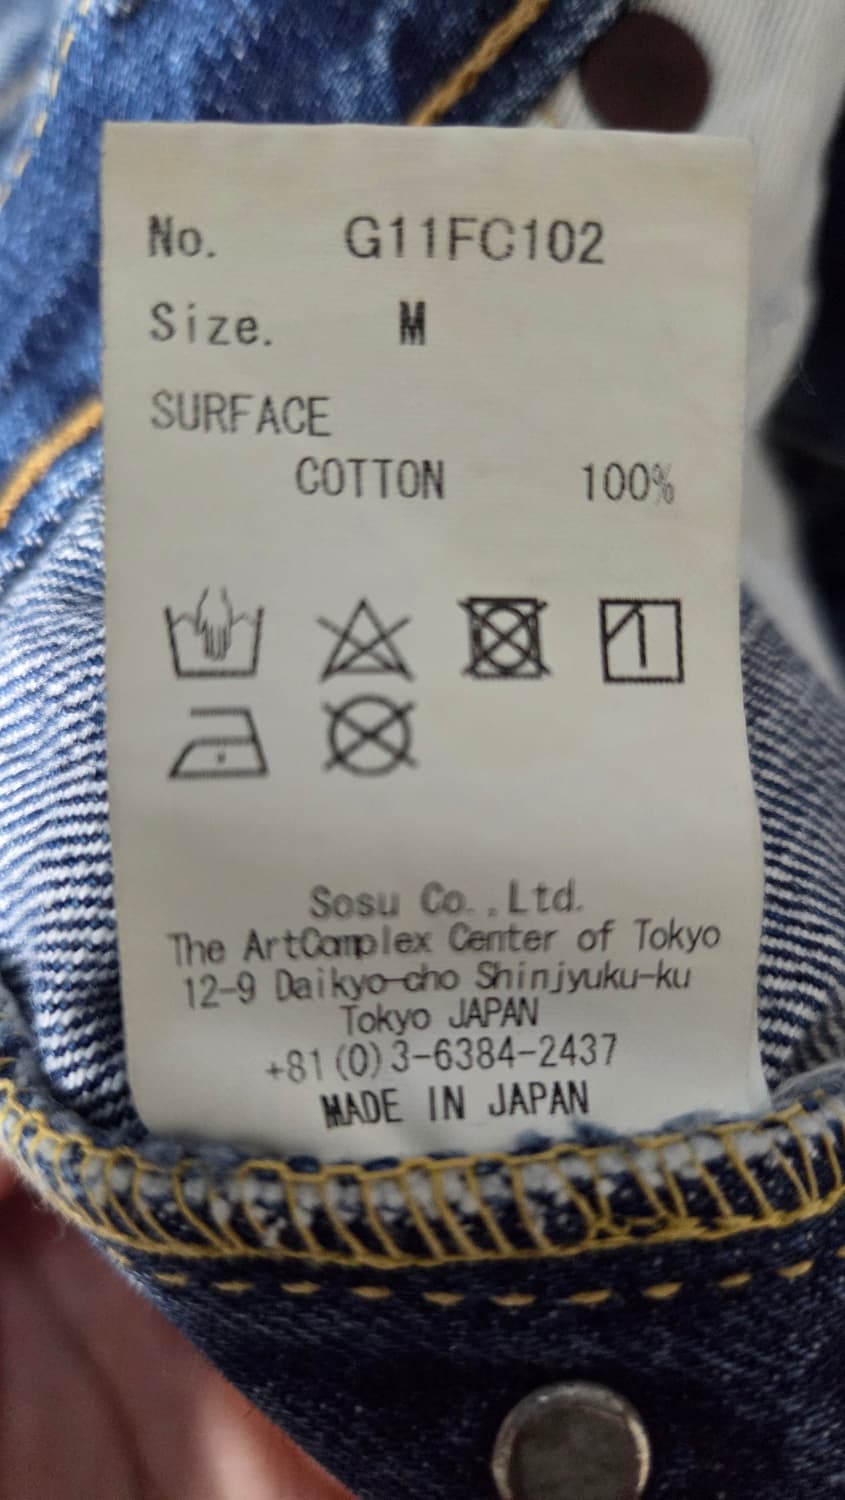 No. G11FC102
Size. M
SURFACE
COTTON 100%
Sosu Co.,Ltd.
The ArtComplex Center of Tokyo
12-9 Daikyo-cho Shinjyuku-ku
Tokyo JAPAN
+81(0)3-6384-2437
MADE IN JAPAN